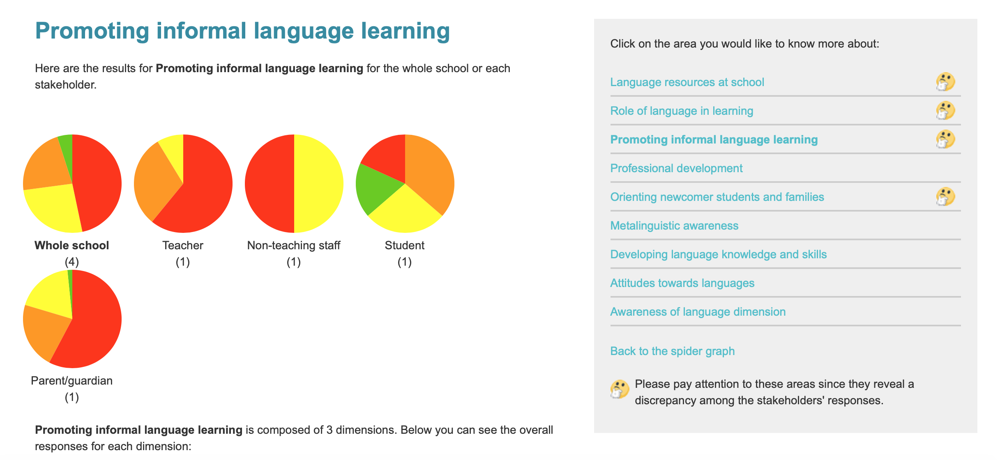 Promoting informal language learning
Here are the results for Promoting informal language learning for the whole school or each
stakeholder.
Whole school
(4)
Teacher
(1)
Non-teaching staff
(1)
Student
(1)
Parent/guardian
(1)
Promoting informal language learning is composed of 3 dimensions. Below you can see the overall
responses for each dimension:
Click on the area you would like to know more about:
Language resources at school
Role of language in learning
Promoting informal language learning
Professional development
Orienting newcomer students and families
Metalinguistic awareness
Developing language knowledge and skills
Attitudes towards languages
Awareness of language dimension
Back to the spider graph
Please pay attention to these areas since they reveal a
discrepancy among the stakeholders' responses.